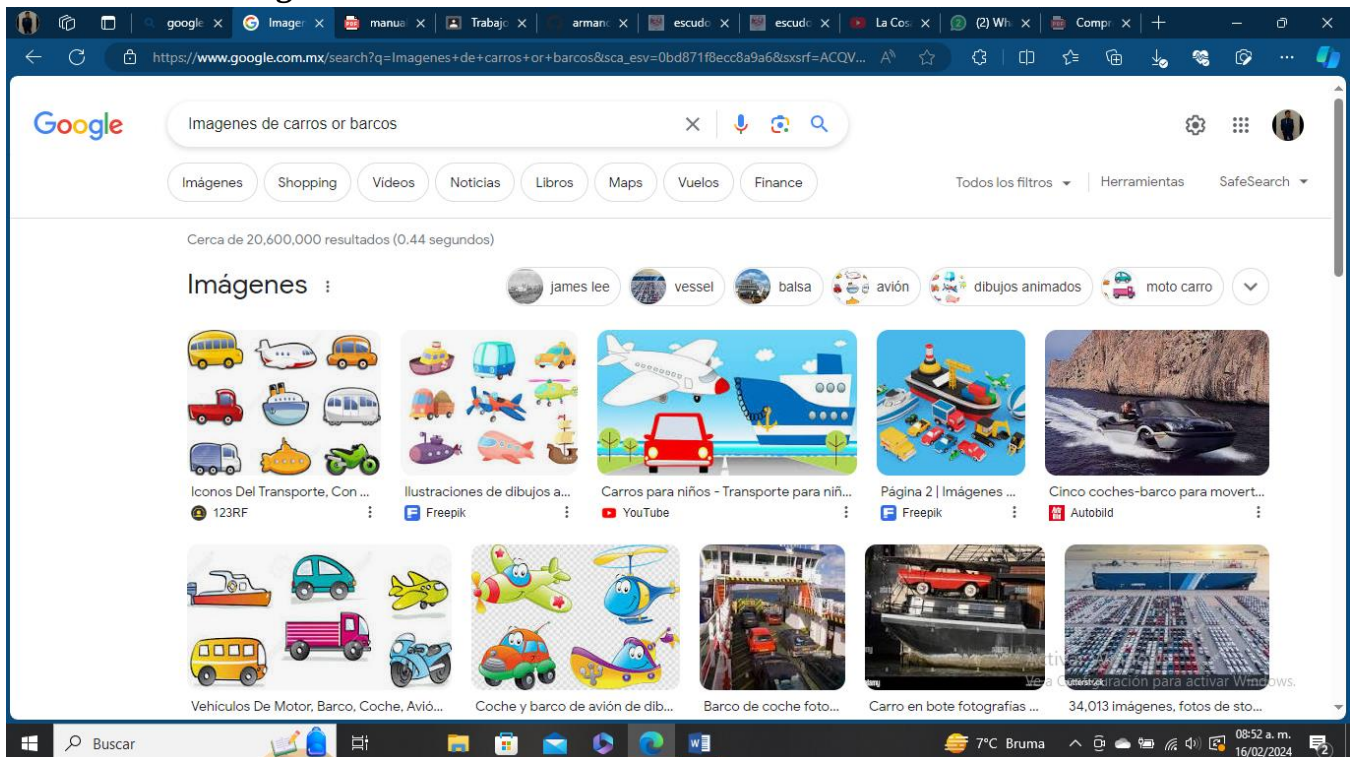 google
Imager
manual
Trabajo
armand
escudo
escudo
La Cos
(2) Wh
Compr
https://www.google.com.mx/search?q=Imagenes+de+carros+or+barcos&sca_esv=0bd871f8ecc8a9a6&sxsrf=ACQV...
Google
Imagenes de carros or barcos
Imágenes
Shopping
Vídeos
Noticias
Libros
Maps
Vuelos
Finance
Todos los filtros
Herramientas
SafeSearch
Cerca de 20,600,000 resultados (0.44 segundos)
Imágenes
james lee
vessel
balsa
avión
dibujos animados
moto carro
Iconos Del Transporte, Con ...
123RF
Ilustraciones de dibujos a...
Freepik
Carros para niños - Transporte para niñ...
YouTube
Página 2 | Imágenes ...
Freepik
Cinco coches-barco para movert...
Autobild
Vehículos De Motor, Barco, Coche, Avió...
Coche y barco de avión de dib...
Barco de coche foto...
Carro en bote fotografías ...
34,013 imágenes, fotos de sto...
Buscar
7°C Bruma
08:52 a. m.
16/02/2024